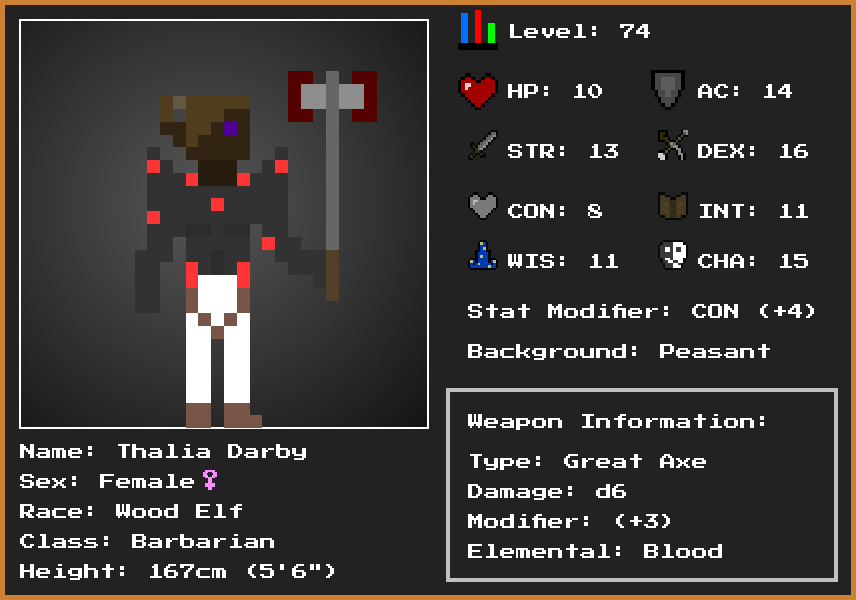 Level: 74
HP: 10 AC: 14
STR: 13 DEX: 16
CON: 8 INT: 11
WIS: 11 CHA: 15
Stat Modifier: CON (+4)
Background: Peasant
Weapon Information:
Type: Great Axe
Damage: d6
Modifier: (+3)
Elemental: Blood
Name: Thalia Darby
Sex: Female♀
Race: Wood Elf
Class: Barbarian
Height: 167cm (5'6")